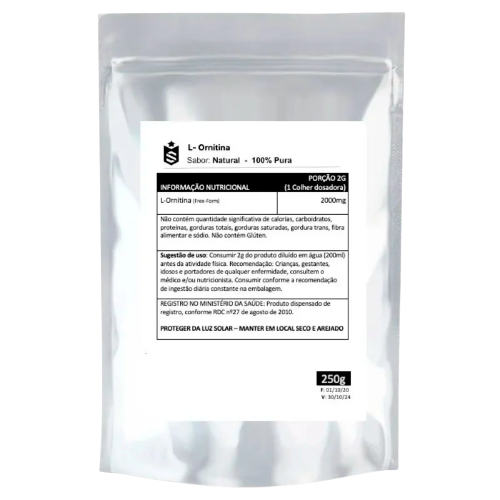 L- Ornitina
Sabor: Natural - 100% Pura
PORÇÃO 2G
INFORMAÇÃO NUTRICIONAL (1 Colher dosadora)
L-Ornitina (Free-Form) 2000mg
Não contém quantidade significativa de calorias, carboidratos,
proteínas, gorduras totais, gorduras saturadas, gordura trans, fibra
alimentar e sódio. Não contém Glúten.
Sugestão de uso: Consumir 2g do produto diluído em água (200ml)
antes da atividade física. Recomendação: Crianças, gestantes,
idosos e portadores de qualquer enfermidade, consultem o
médico e/ou nutricionista. Consumir conforme a recomendação
de ingestão diária constante na embalagem.
REGISTRO NO MINISTÉRIO DA SAÚDE: Produto dispensado de
registro, conforme RDC nº27 de agosto de 2010.
PROTEGER DA LUZ SOLAR – MANTER EM LOCAL SECO E AREJADO
250g
F: 01/10/20
V: 30/10/24